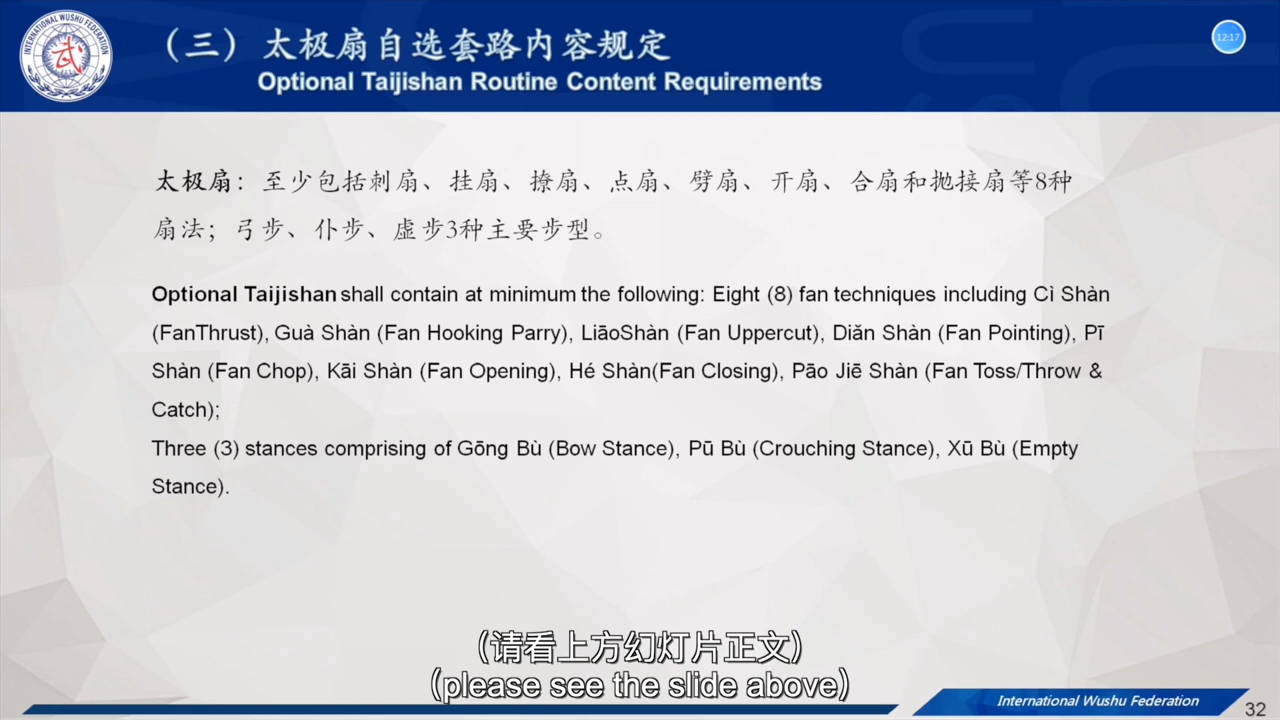 INTERNATIONAL WUSHU FEDERATION
武
（三）太极扇自选套路内容规定
Optional Taijishan Routine Content Requirements
12:17
太极扇：至少包括刺扇、挂扇、撩扇、点扇、劈扇、开扇、合扇和抛接扇等8种
扇法；弓步、仆步、虚步3种主要步型。
Optional Taijishan shall contain at minimum the following: Eight (8) fan techniques including Cì Shàn
(FanThrust), Guà Shàn (Fan Hooking Parry), LiāoShàn (Fan Uppercut), Diǎn Shàn (Fan Pointing), Pī
Shàn (Fan Chop), Kāi Shàn (Fan Opening), Hé Shàn(Fan Closing), Pāo Jiē Shàn (Fan Toss/Throw &
Catch);
Three (3) stances comprising of Gōng Bù (Bow Stance), Pū Bù (Crouching Stance), Xū Bù (Empty
Stance).
（请看上方幻灯片正文）
（please see the slide above）
International Wushu Federation
32